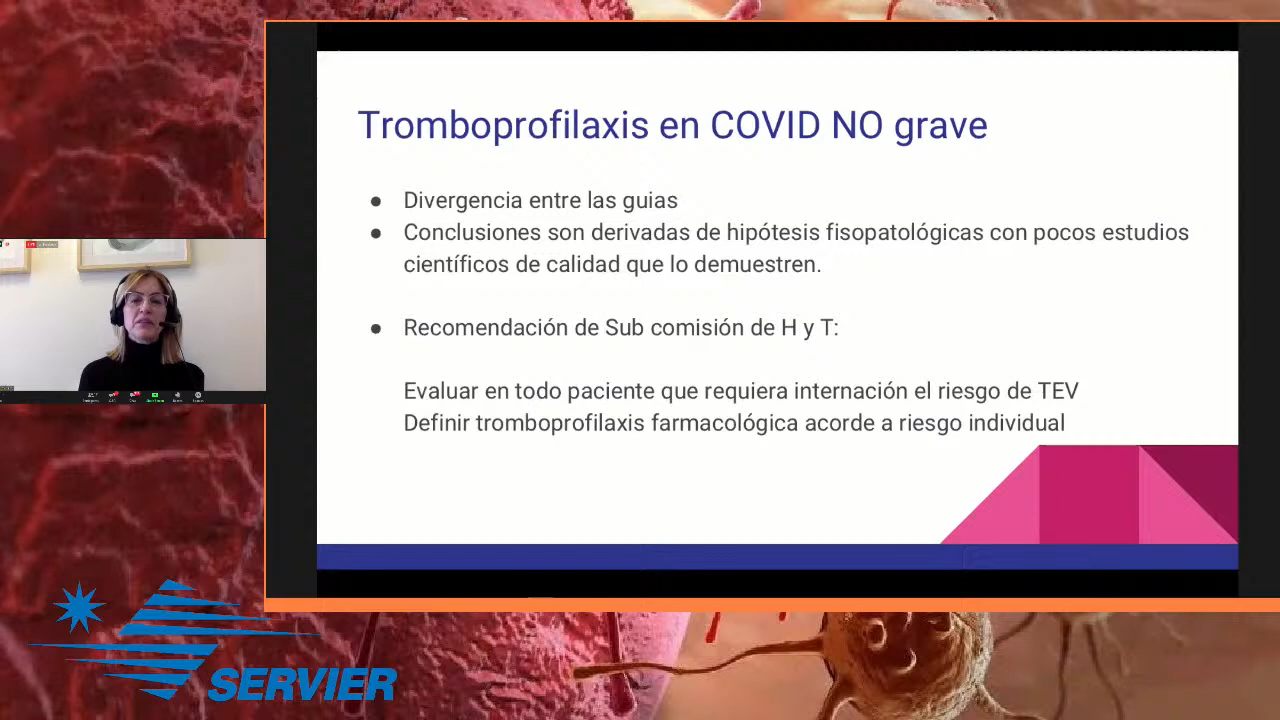 Tromboprofilaxis en COVID NO grave
● Divergencia entre las guias
● Conclusiones son derivadas de hipótesis fisopatológicas con pocos estudios
científicos de calidad que lo demuestren.
● Recomendación de Sub comisión de H y T:
Evaluar en todo paciente que requiera internación el riesgo de TEV
Definir tromboprofilaxis farmacológica acorde a riesgo individual
SERVIER